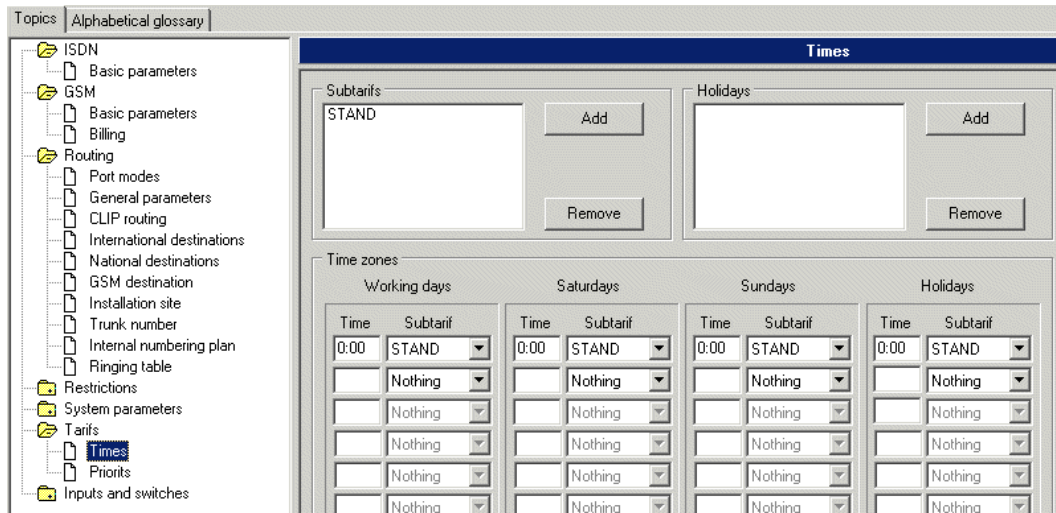 Topics Alphabetical glossary
ISDN
Basic parameters
GSM
Basic parameters
Billing
Routing
Port modes
General parameters
CLIP routing
International destinations
National destinations
GSM destination
Installation site
Trunk number
Internal numbering plan
Ringing table
Restrictions
System parameters
Tarifs
Times
Priorits
Inputs and switches
Times
Subtarifs
STAND
Add
Remove
Holidays
Add
Remove
Time zones
Working days Saturdays Sundays Holidays
Time Subtarif Time Subtarif Time Subtarif Time Subtarif
0:00 STAND 0:00 STAND 0:00 STAND 0:00 STAND
Nothing Nothing Nothing Nothing
Nothing Nothing Nothing Nothing
Nothing Nothing Nothing Nothing
Nothing Nothing Nothing Nothing
Nothing Nothing Nothing Nothing